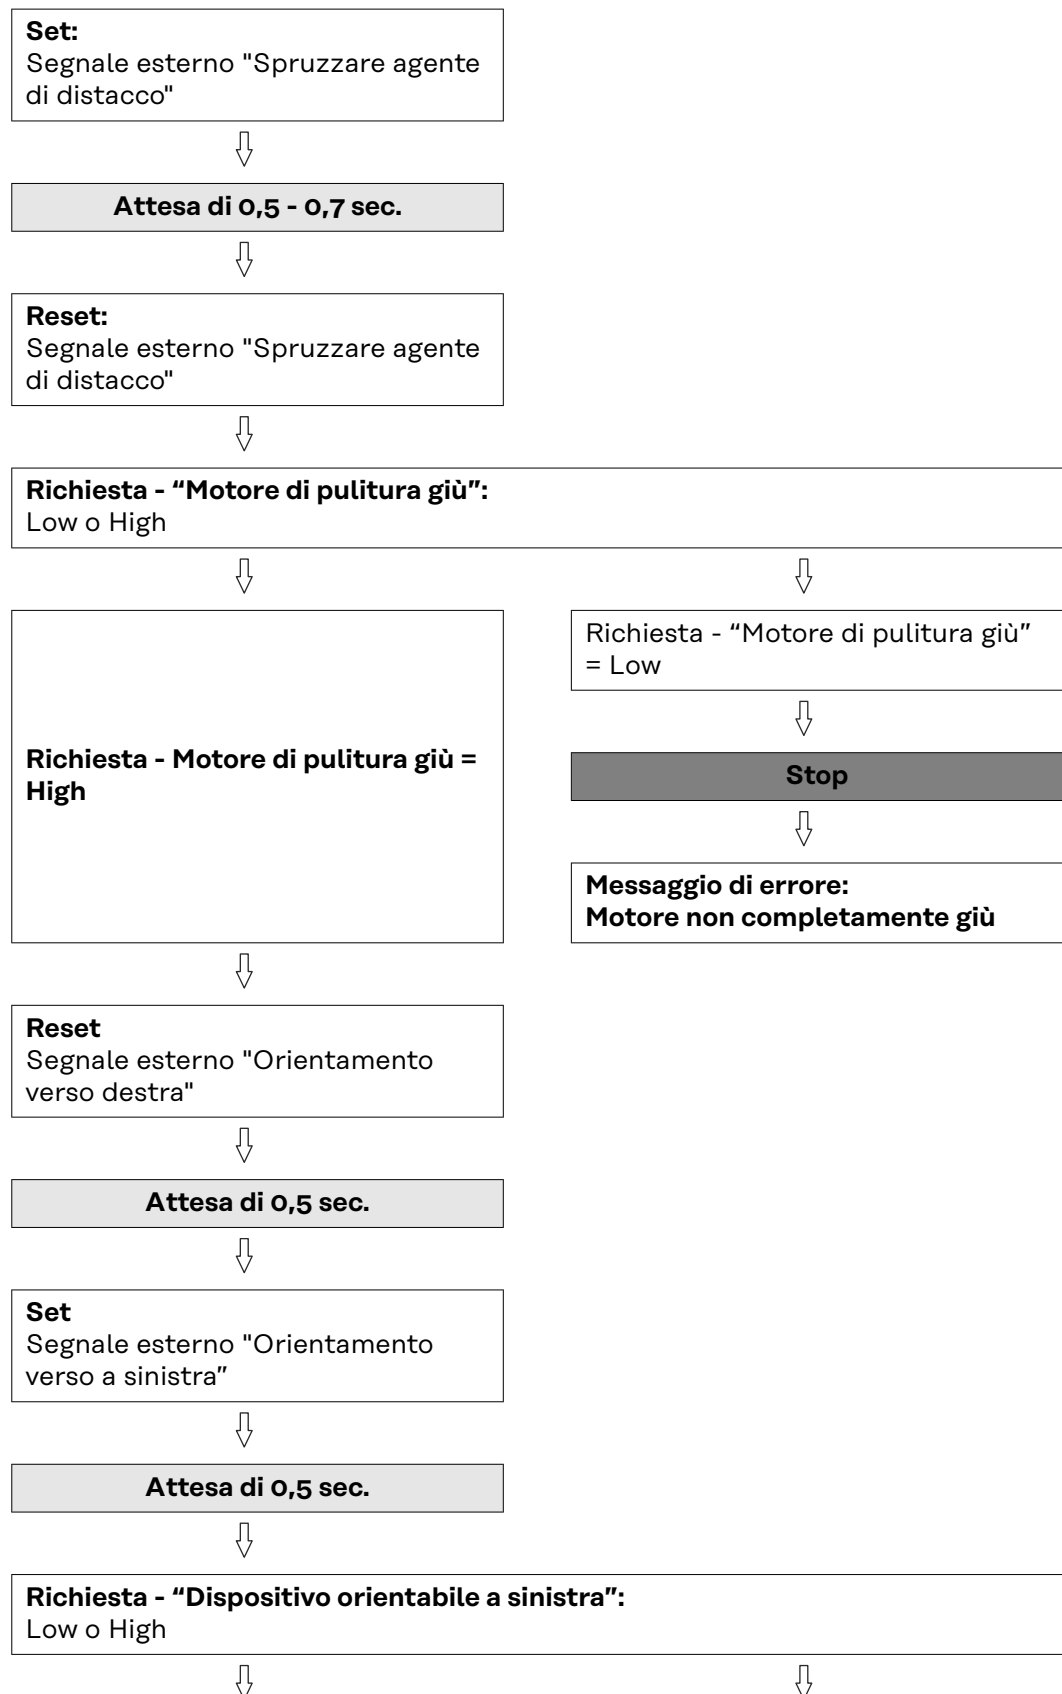 Set:
Segnale esterno "Spruzzare agente
di distacco"
Attesa di 0,5 - 0,7 sec.
Reset:
Segnale esterno "Spruzzare agente
di distacco"
Richiesta - “Motore di pulitura giù”:
Low o High
Richiesta - Motore di pulitura giù =
High
Richiesta - “Motore di pulitura giù”
= Low
Stop
Messaggio di errore:
Motore non completamente giù
Reset
Segnale esterno "Orientamento
verso destra"
Attesa di 0,5 sec.
Set
Segnale esterno "Orientamento
verso a sinistra”
Attesa di 0,5 sec.
Richiesta - “Dispositivo orientabile a sinistra”:
Low o High